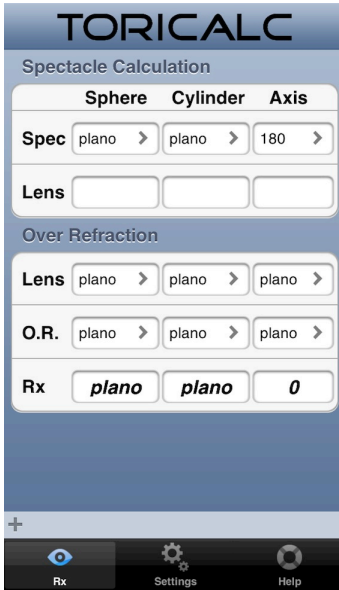 TORICALC
Spectacle Calculation
Sphere Cylinder Axis
Spec plano plano 180
Lens
Over Refraction
Lens plano plano plano
O.R. plano plano plano
Rx plano plano 0
+
Rx Settings Help